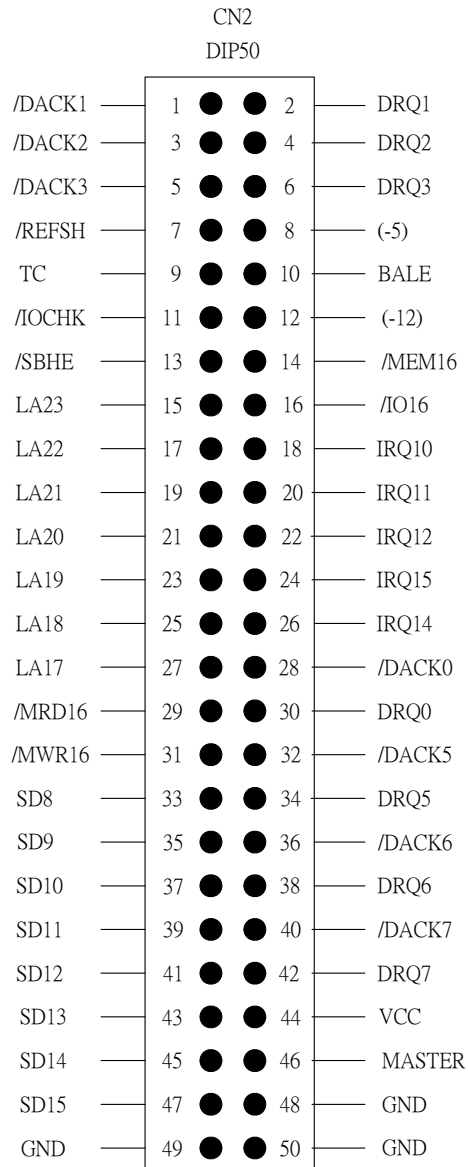 CN2
DIP50
/DACK1 1 2 DRQ1
/DACK2 3 4 DRQ2
/DACK3 5 6 DRQ3
/REFSH 7 8 (-5)
TC 9 10 BALE
/IOCHK 11 12 (-12)
/SBHE 13 14 /MEM16
LA23 15 16 /IO16
LA22 17 18 IRQ10
LA21 19 20 IRQ11
LA20 21 22 IRQ12
LA19 23 24 IRQ15
LA18 25 26 IRQ14
LA17 27 28 /DACK0
/MRD16 29 30 DRQ0
/MWR16 31 32 /DACK5
SD8 33 34 DRQ5
SD9 35 36 /DACK6
SD10 37 38 DRQ6
SD11 39 40 /DACK7
SD12 41 42 DRQ7
SD13 43 44 VCC
SD14 45 46 MASTER
SD15 47 48 GND
GND 49 50 GND